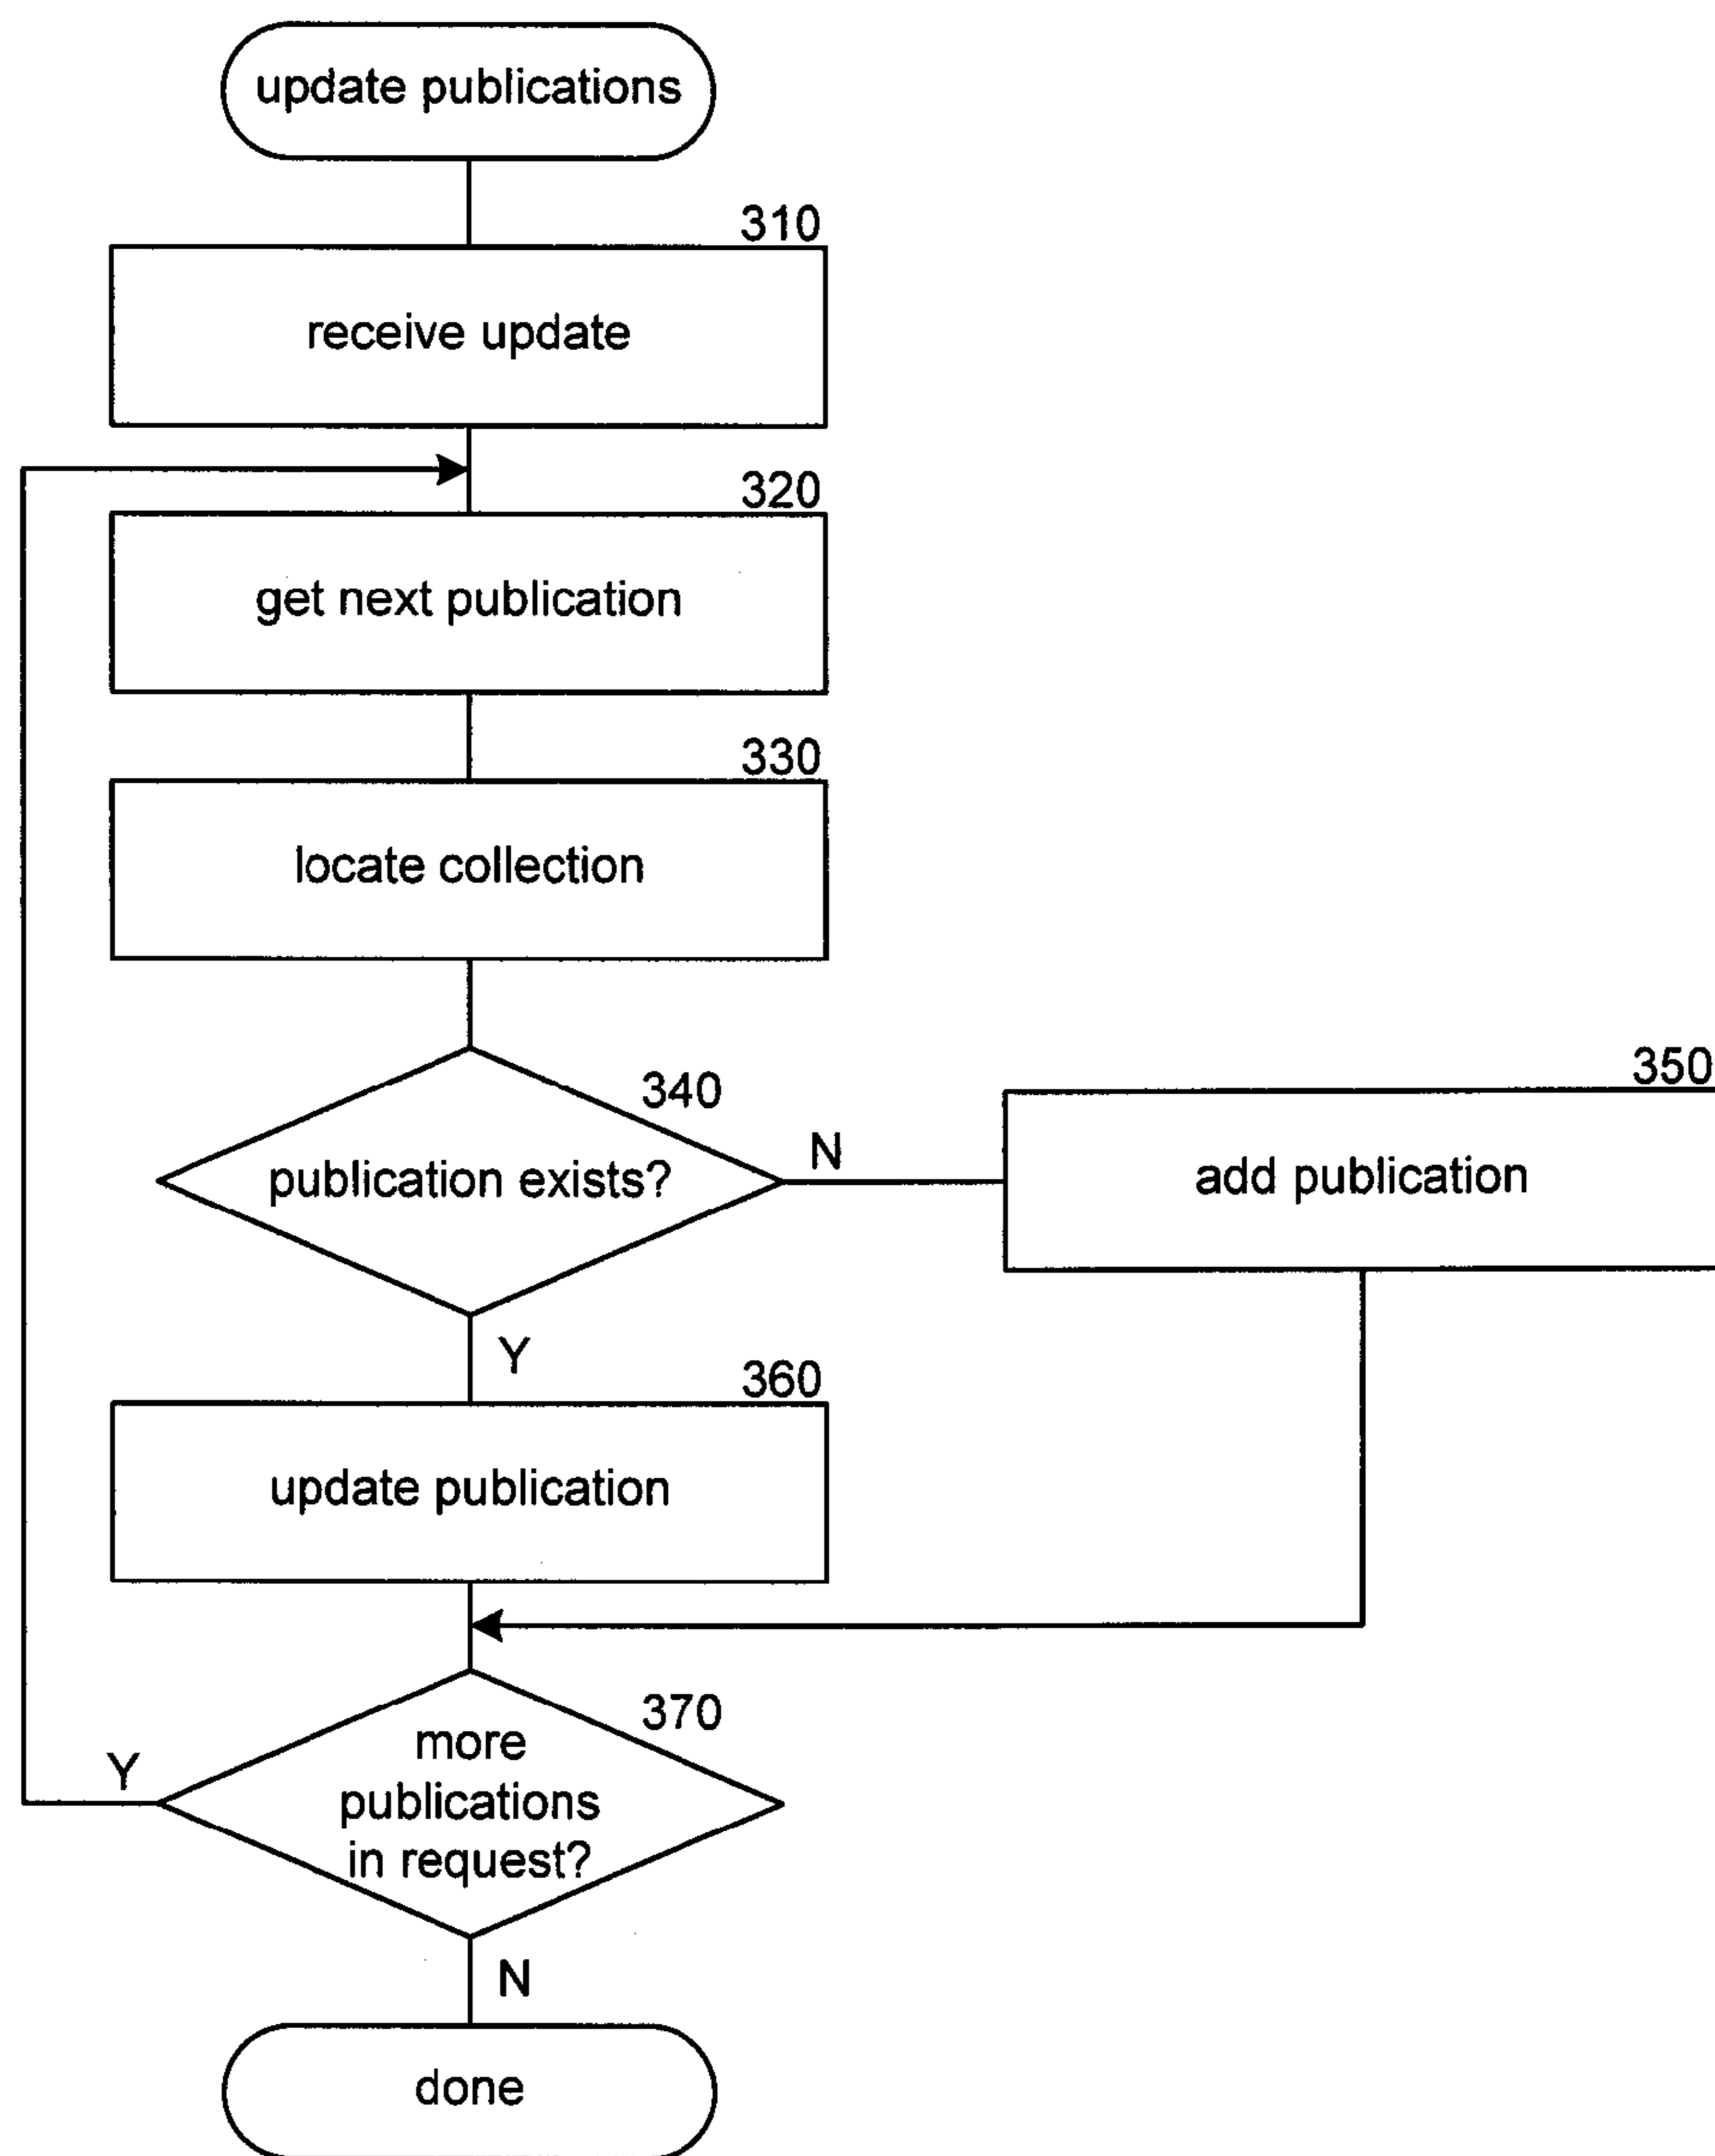 update publications
310
receive update
320
get next publication
330
locate collection
340
publication exists?
N
350
add publication
Y
360
update publication
370
more
publications
in request?
Y
N
done